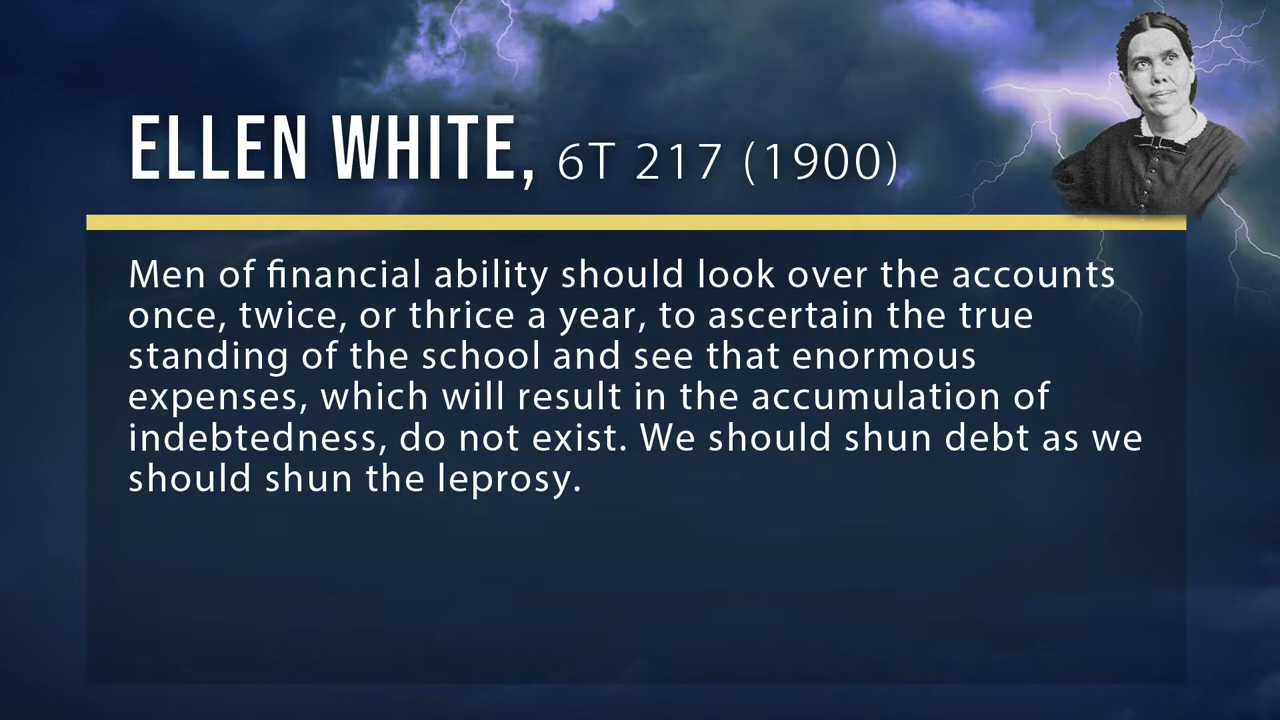 ELLEN WHITE, 6T 217 (1900)
Men of financial ability should look over the accounts
once, twice, or thrice a year, to ascertain the true
standing of the school and see that enormous
expenses, which will result in the accumulation of
indebtedness, do not exist. We should shun debt as we
should shun the leprosy.